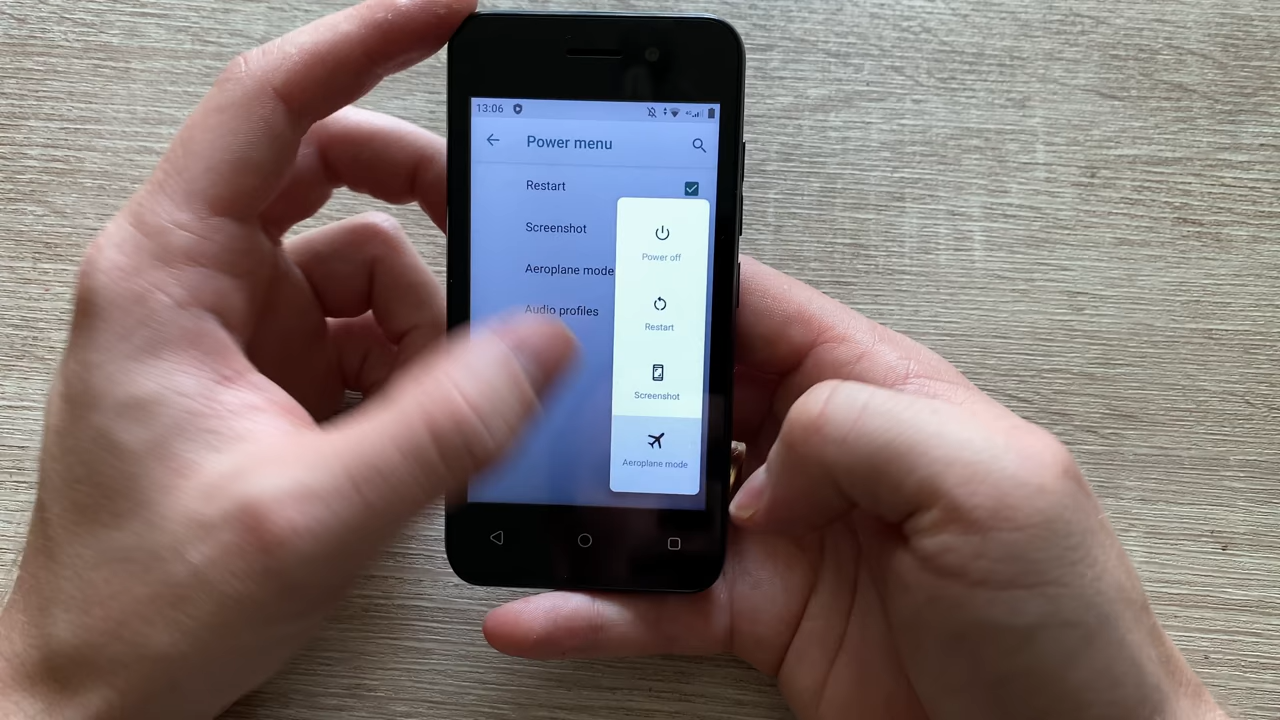 13:06
Power menu
Restart
Screenshot
Aeroplane mode
Audio profiles
Power off
Restart
Screenshot
Aeroplane mode